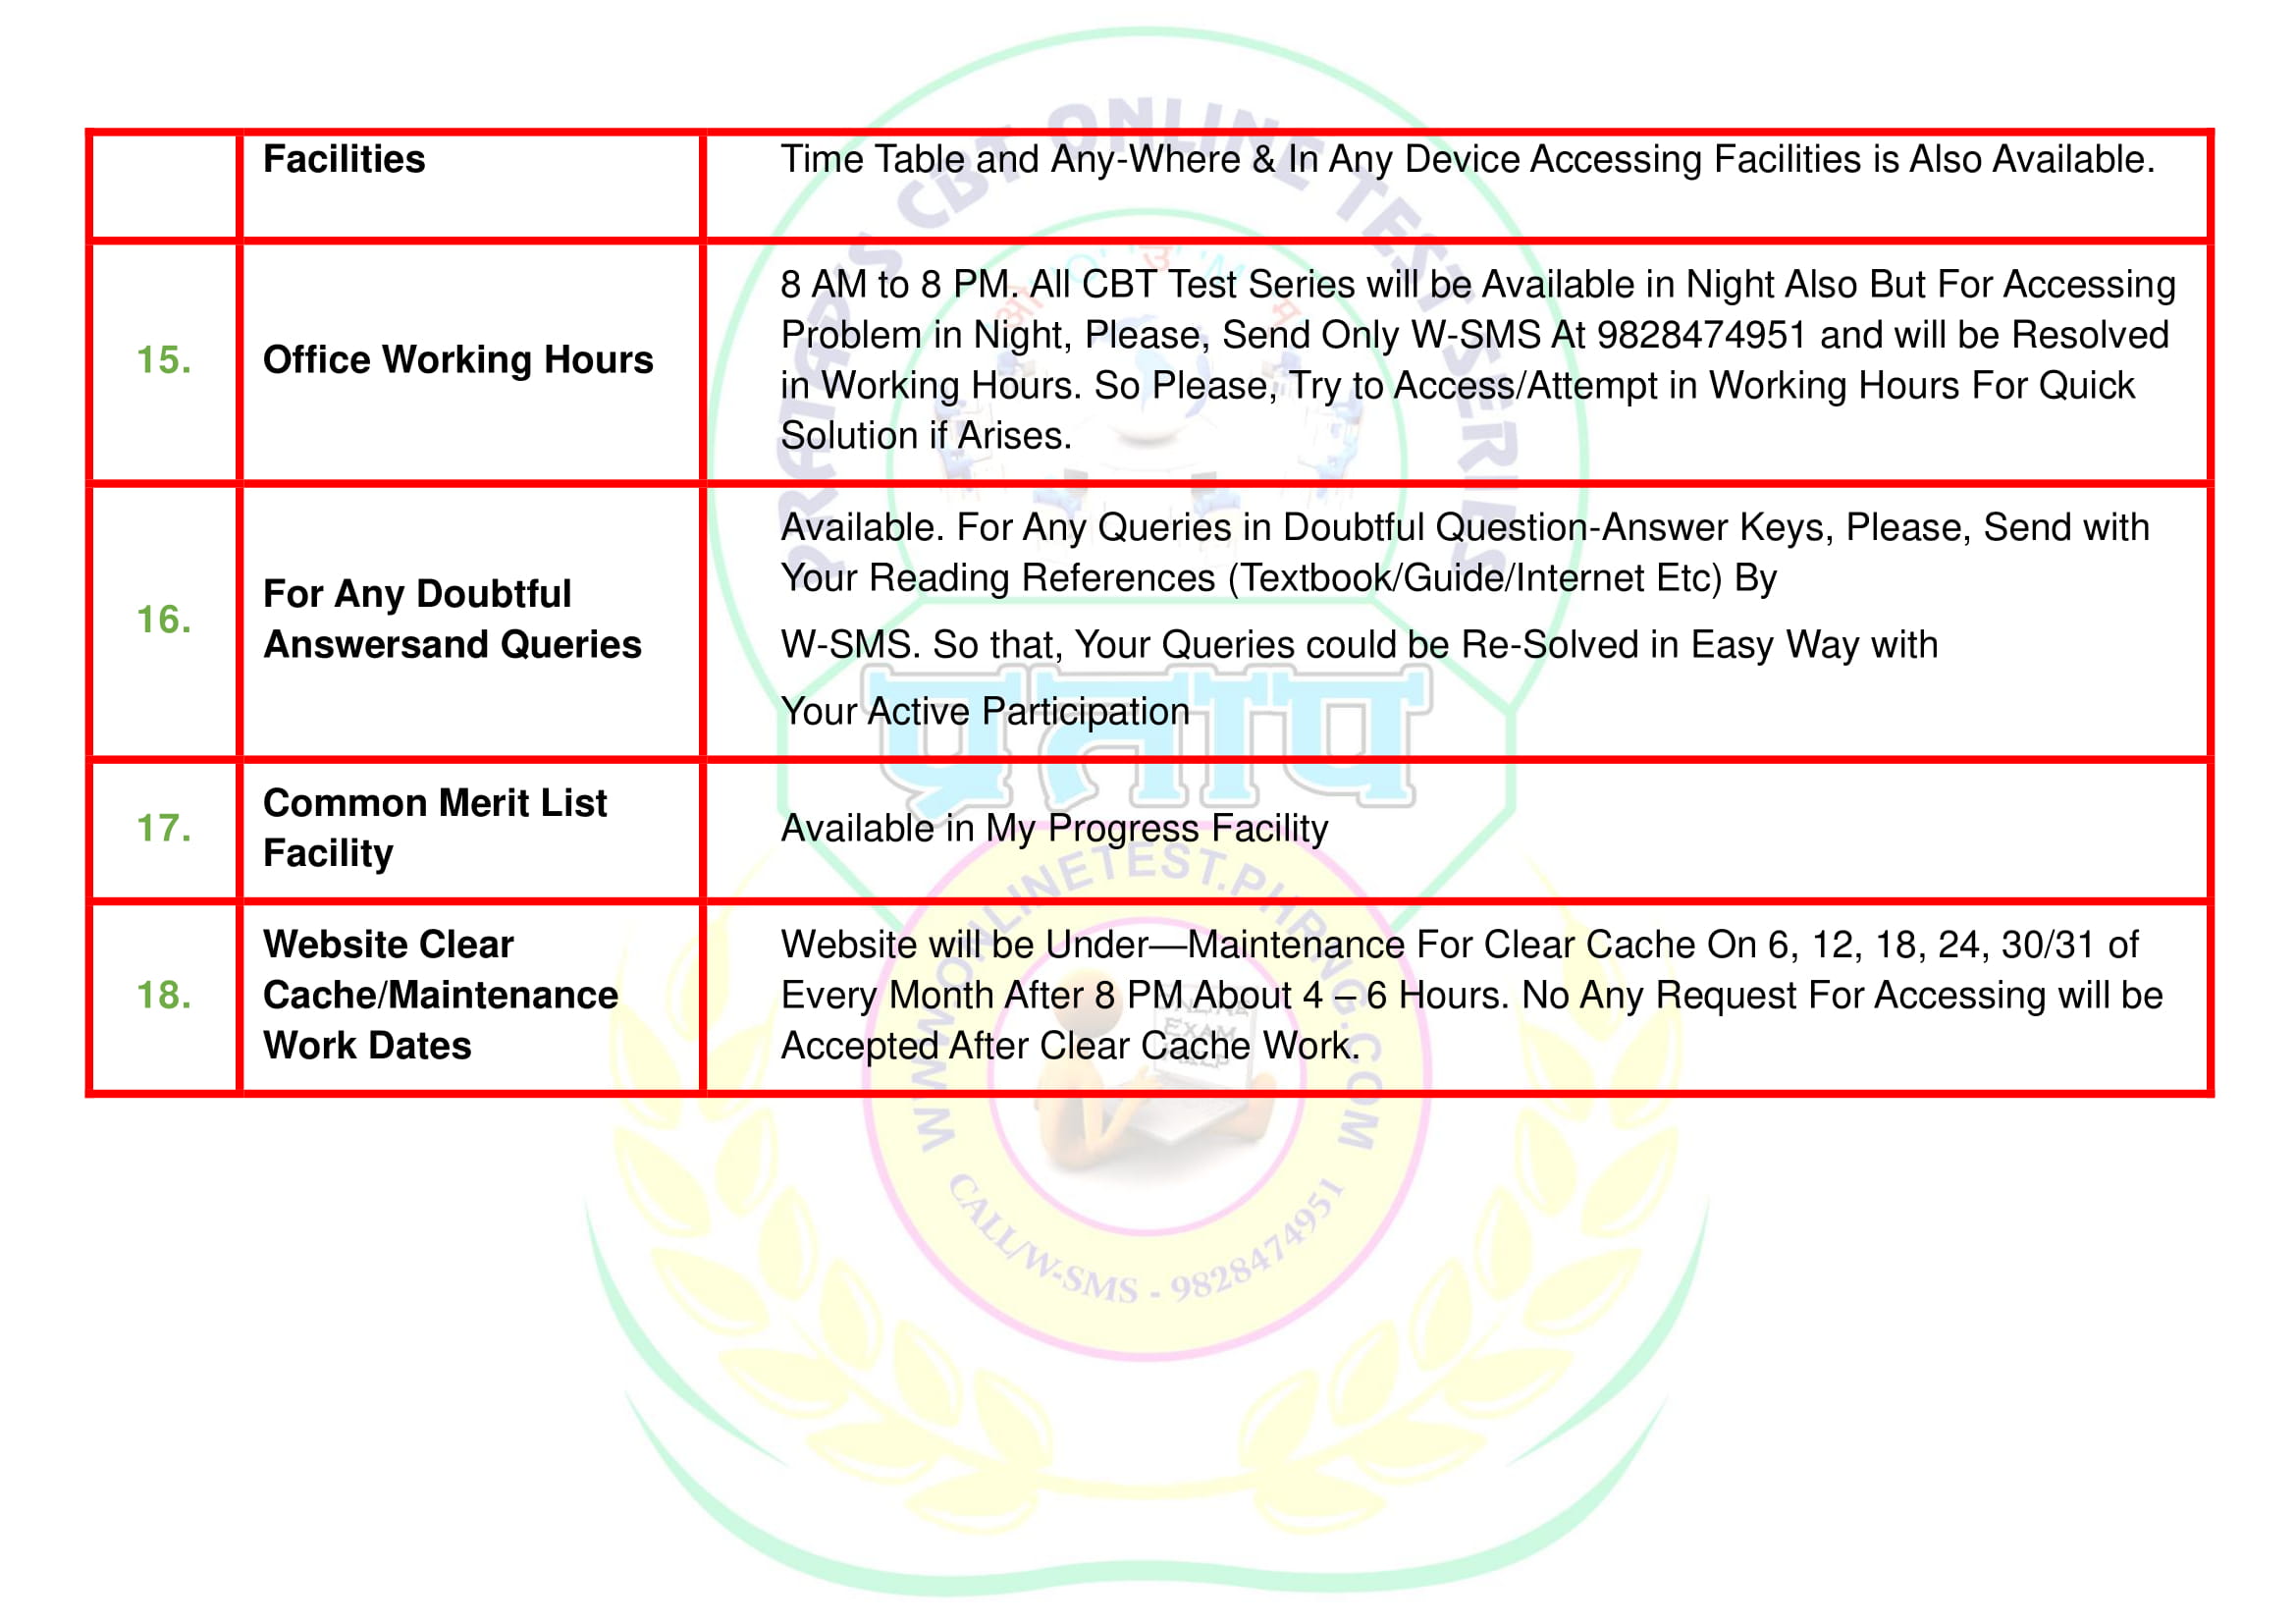 Facilities
Time Table and Any-Where & In Any Device Accessing Facilities is Also Available.
15.
Office Working Hours
8 AM to 8 PM. All CBT Test Series will be Available in Night Also But For Accessing
Problem in Night, Please, Send Only W-SMS At 9828474951 and will be Resolved
in Working Hours. So Please, Try to Access/Attempt in Working Hours For Quick
Solution if Arises.
16.
For Any Doubtful
Answersand Queries
Available. For Any Queries in Doubtful Question-Answer Keys, Please, Send with
Your Reading References (Textbook/Guide/Internet Etc) By
W-SMS. So that, Your Queries could be Re-Solved in Easy Way with
Your Active Participation
17.
Common Merit List
Facility
Available in My Progress Facility
18.
Website Clear
Cache/Maintenance
Work Dates
Website will be Under—Maintenance For Clear Cache On 6, 12, 18, 24, 30/31 of
Every Month After 8 PM About 4 – 6 Hours. No Any Request For Accessing will be
Accepted After Clear Cache Work.
PRATAP'S CBT ONLINE TEST SERIES
प्रताप
WWW.ONLINETEST.PHRNG.COM
CALL/W-SMS - 9828474951